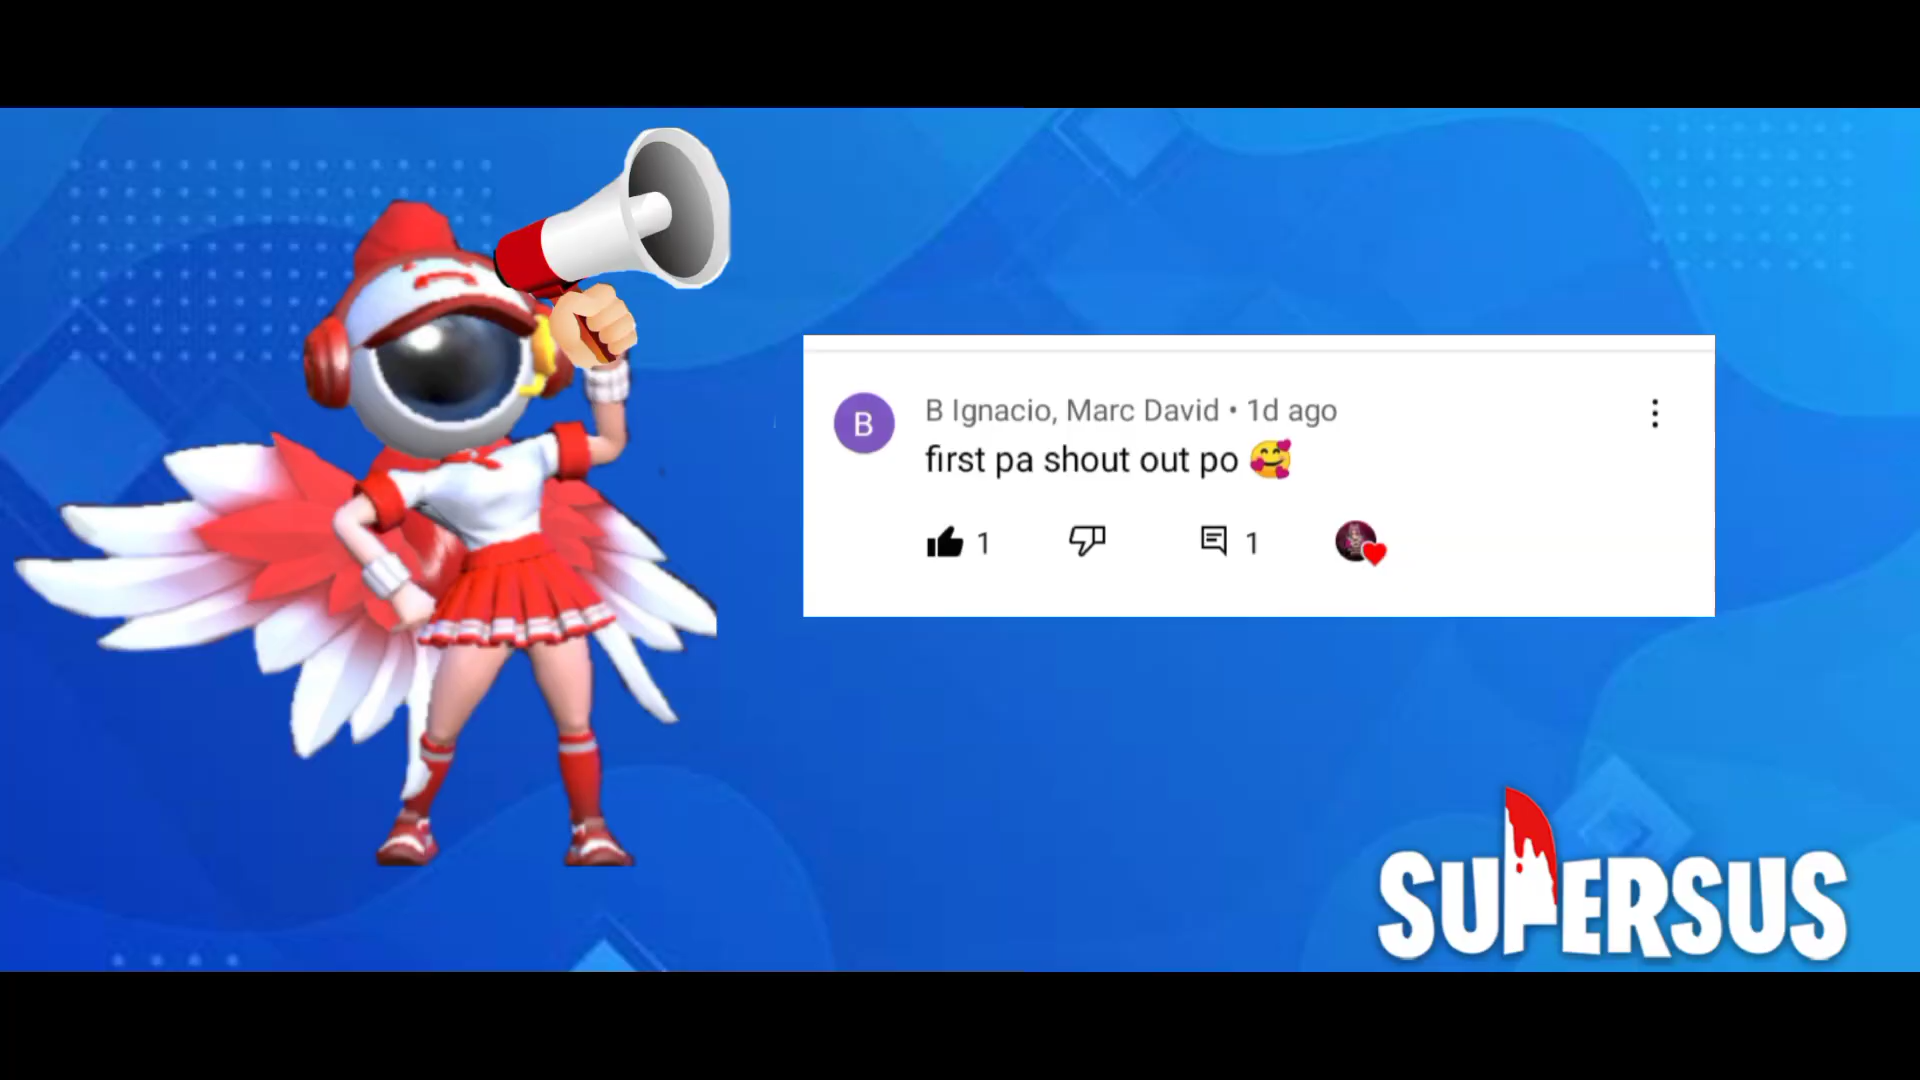 B
B Ignacio, Marc David • 1d ago
first pa shout out po 🥰
1
1
SUPERSUS